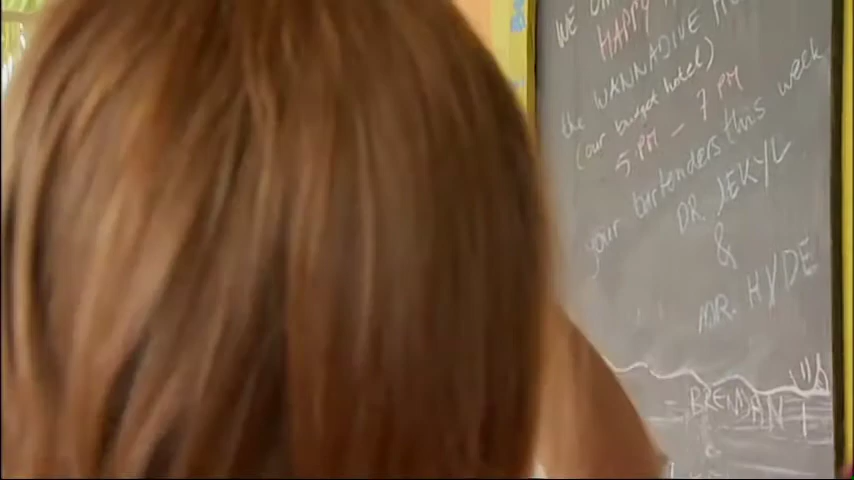 WE
HAPPY
the WANNADIVE
(our budget hotel)
5 PM - 7 PM
your bartenders this week
DR JEKYL
&
MR. HYDE
BRENDAN